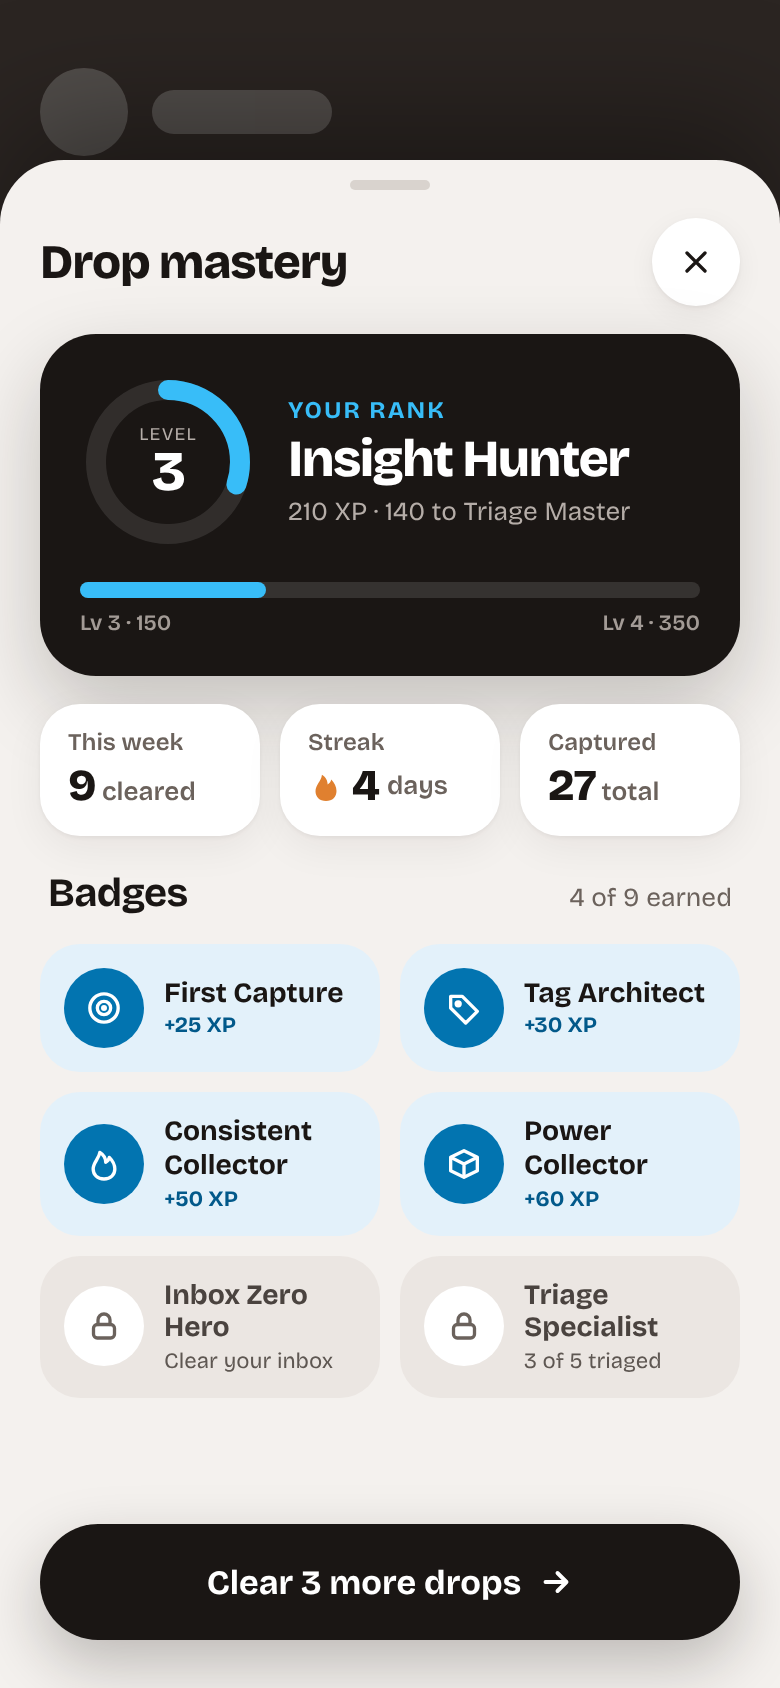 Drop mastery
LEVEL
3
YOUR RANK
Insight Hunter
210 XP · 140 to Triage Master
Lv 3 · 150
Lv 4 · 350
This week
9 cleared
Streak
4 days
Captured
27 total
Badges
4 of 9 earned
First Capture
+25 XP
Tag Architect
+30 XP
Consistent
Collector
+50 XP
Power
Collector
+60 XP
Inbox Zero
Hero
Clear your inbox
Triage
Specialist
3 of 5 triaged
Clear 3 more drops →